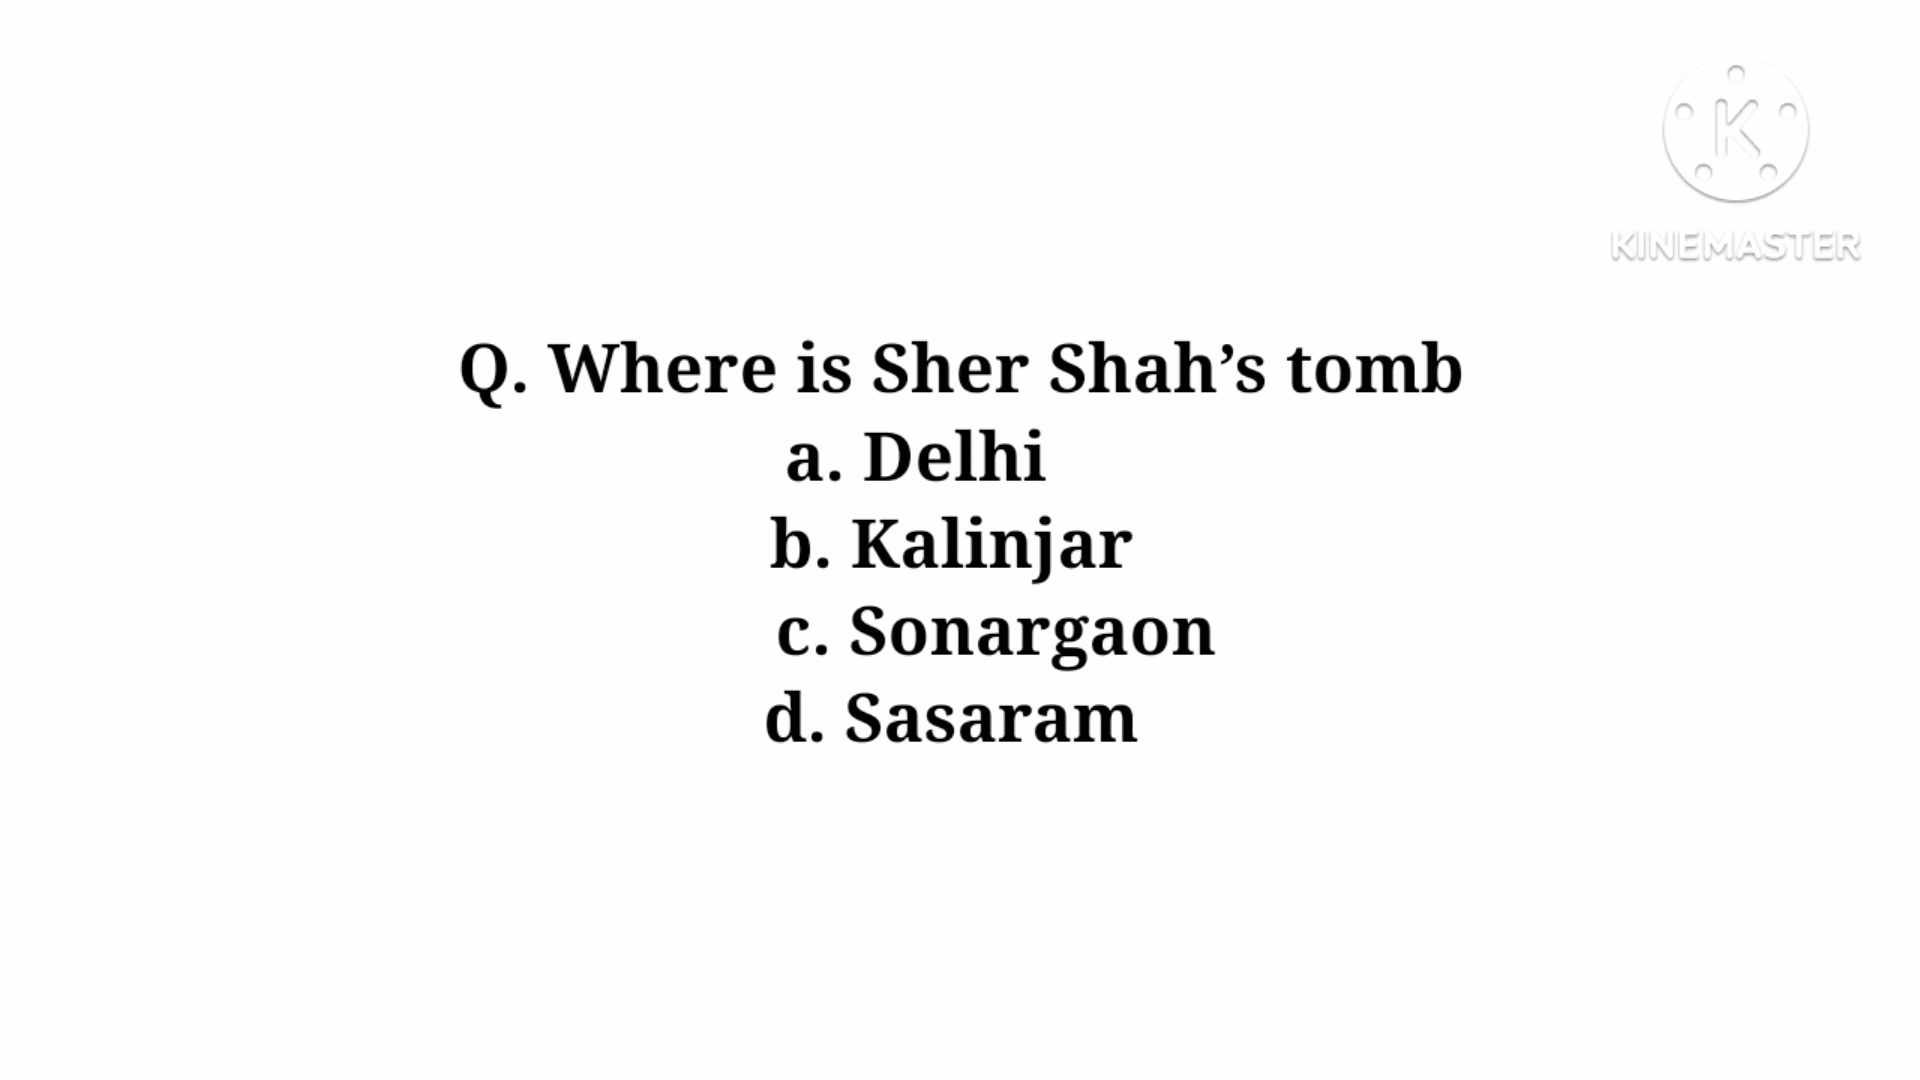 K
KINEMASTER
Q. Where is Sher Shah’s tomb
a. Delhi
b. Kalinjar
c. Sonargaon
d. Sasaram